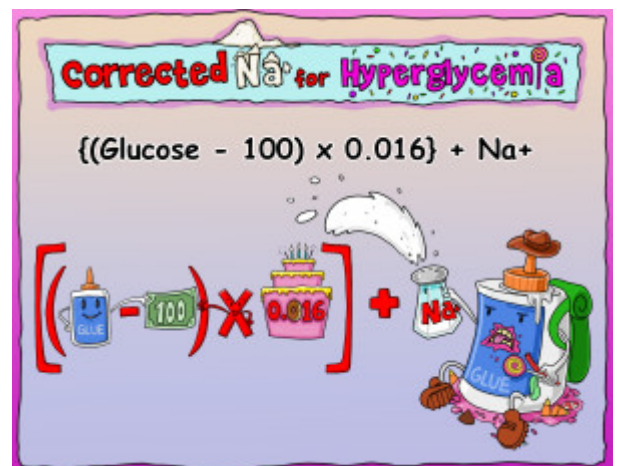 Corrected Na+ for Hyperglycemia
{(Glucose - 100) x 0.016} + Na+
[( GLUE - 100 ) X 0.016 ] + Na+
GLUE